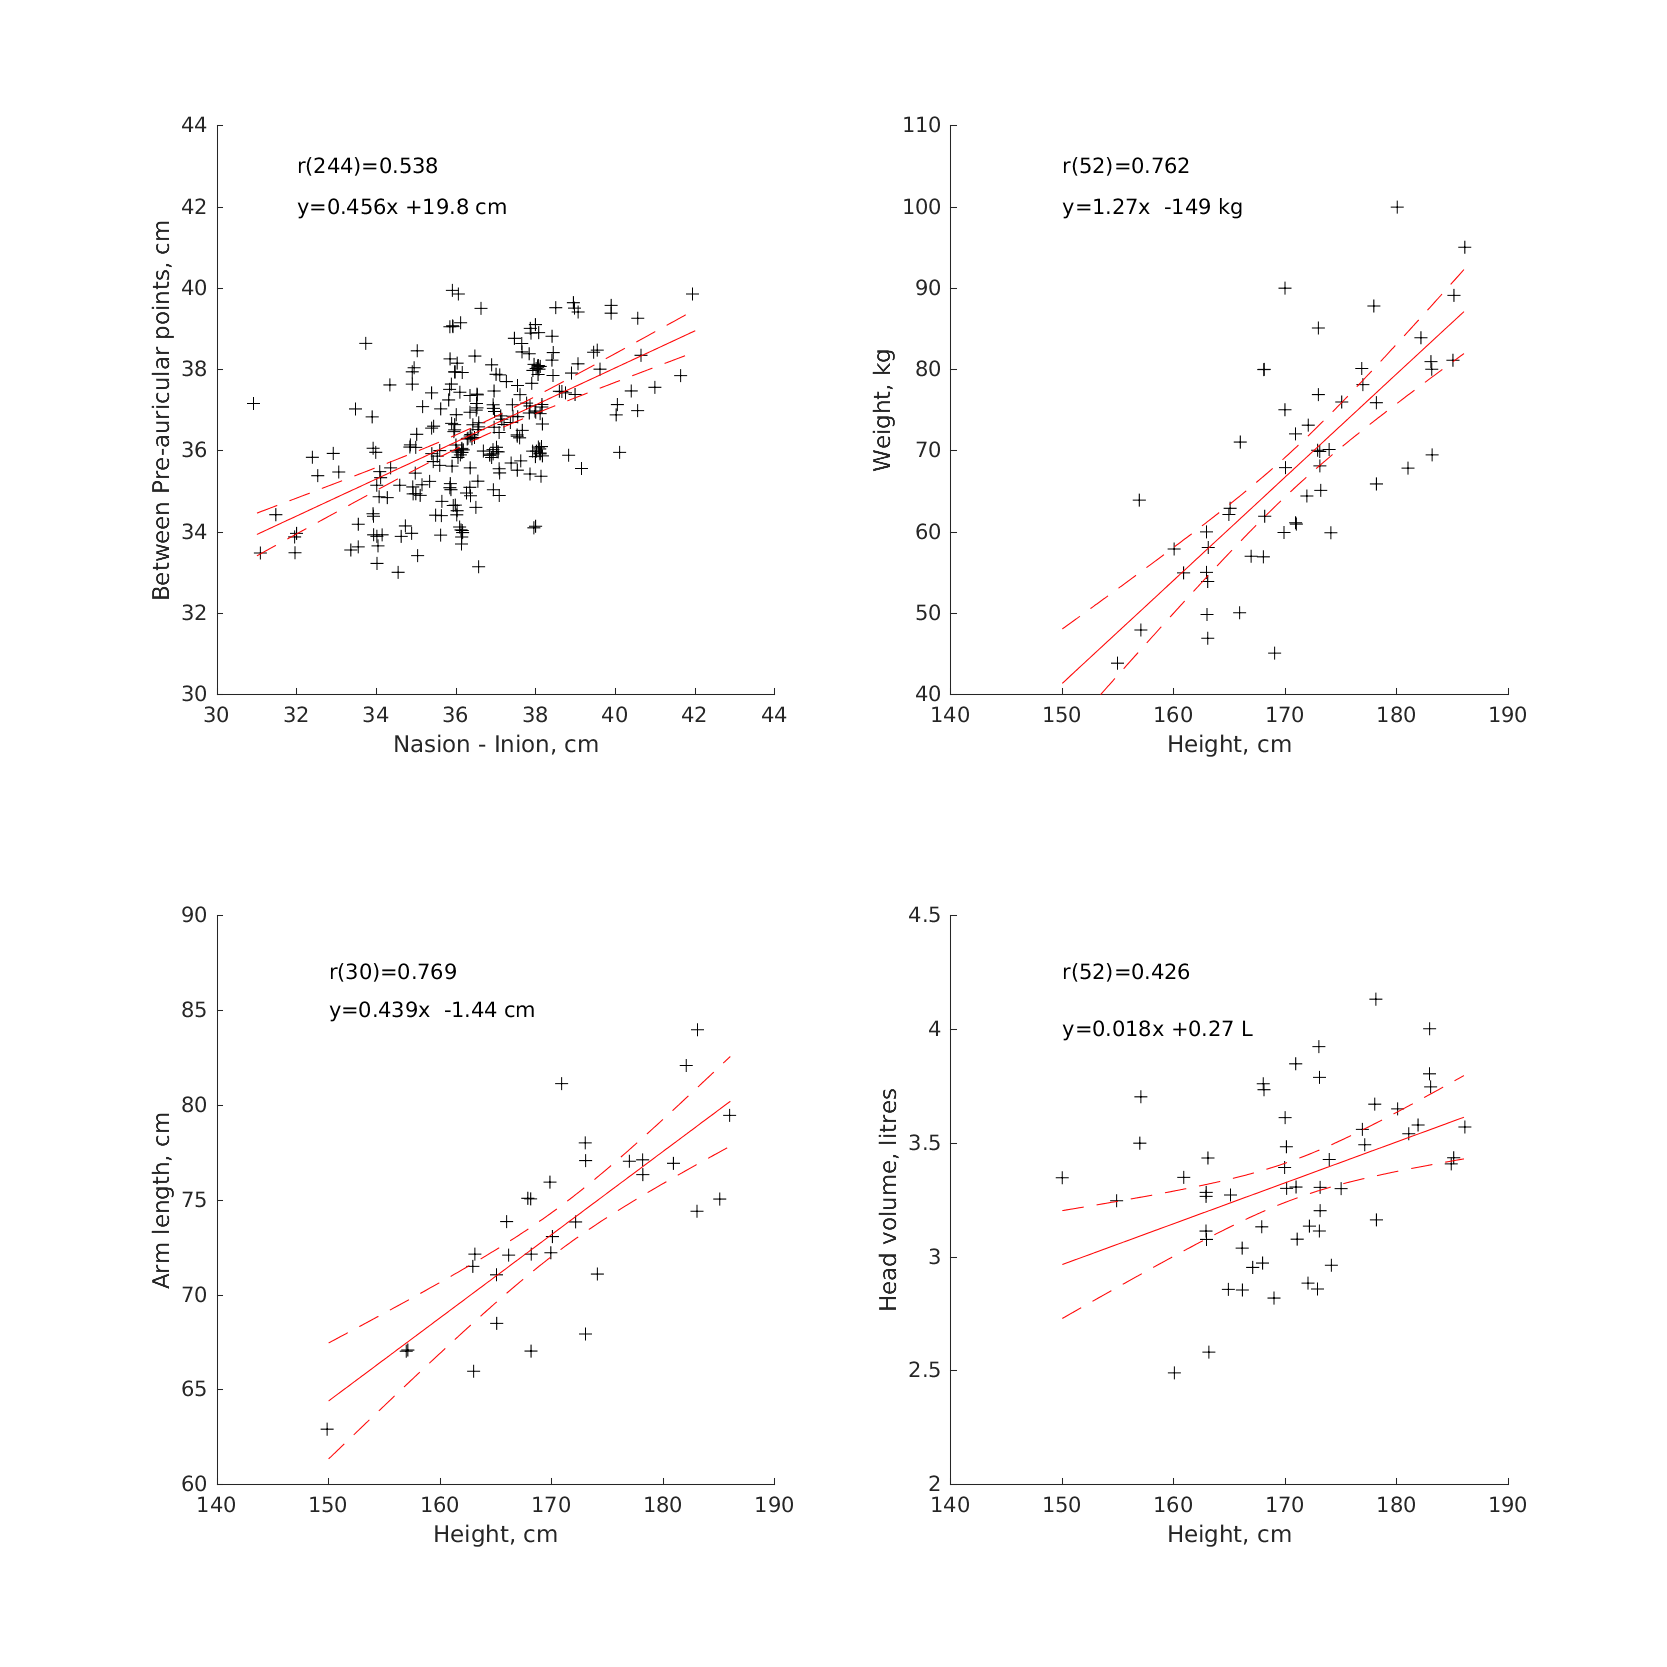 r(244)=0.538
y=0.456x +19.8 cm
44
42
40
38
36
34
32
30
Between Pre-auricular points, cm
30 32 34 36 38 40 42 44
Nasion - Inion, cm
r(52)=0.762
y=1.27x -149 kg
110
100
90
80
70
60
50
40
Weight, kg
140 150 160 170 180 190
Height, cm
r(30)=0.769
y=0.439x -1.44 cm
90
85
80
75
70
65
60
Arm length, cm
140 150 160 170 180 190
Height, cm
r(52)=0.426
y=0.018x +0.27 L
4.5
4
3.5
3
2.5
2
Head volume, litres
140 150 160 170 180 190
Height, cm